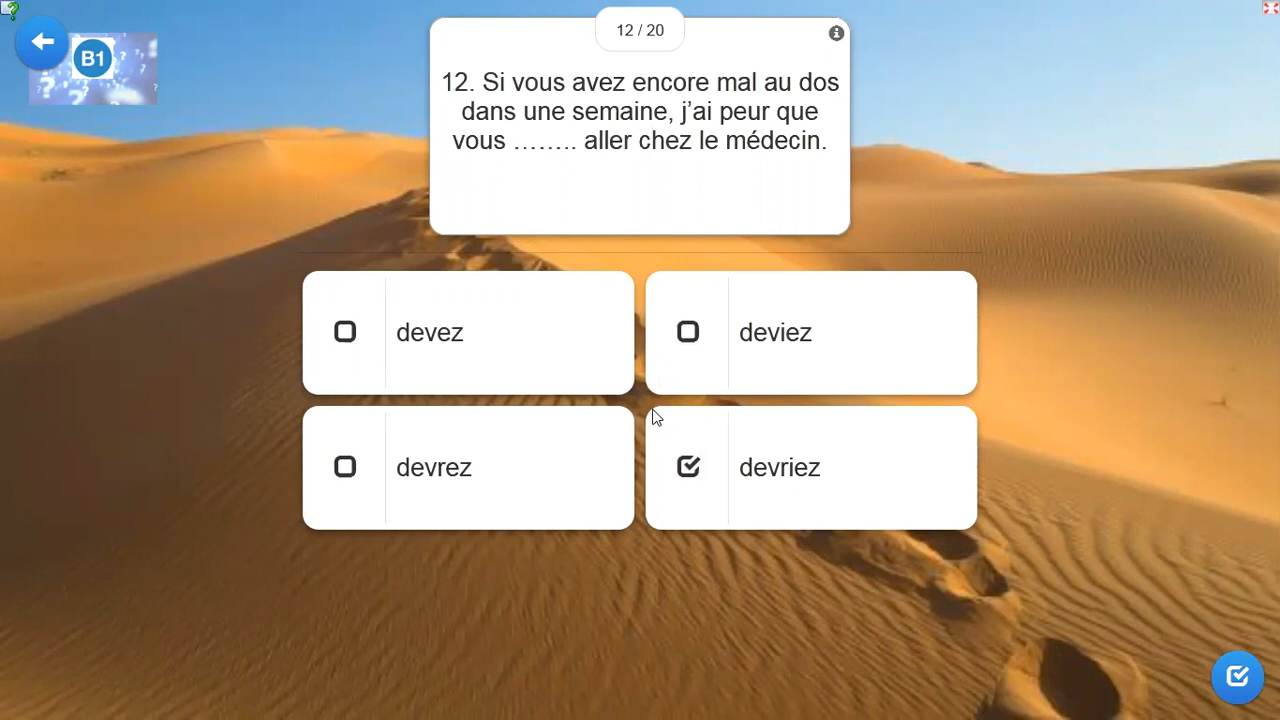 12 / 20
B1
12. Si vous avez encore mal au dos
dans une semaine, j’ai peur que
vous …….. aller chez le médecin.
devez
deviez
devrez
devriez